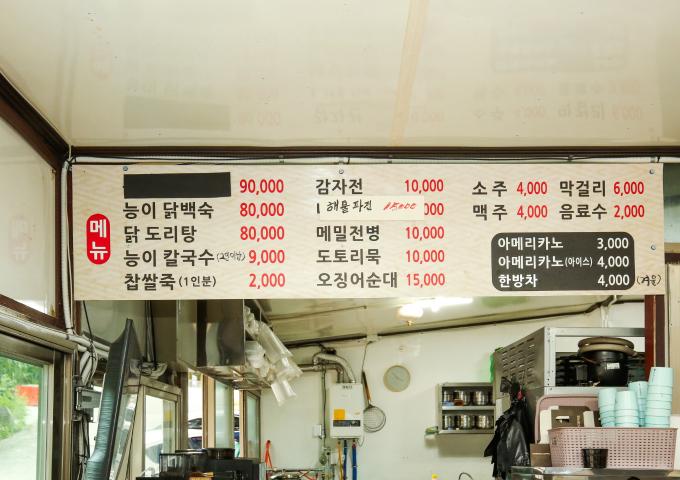 메뉴
90,000
능이 닭백숙 80,000
닭 도리탕 80,000
능이 칼국수 9,000
찹쌀죽 (1인분) 2,000
감자전 10,000
해물파전 15,000
메밀전병 10,000
도토리묵 10,000
오징어순대 15,000
소주 4,000 막걸리 6,000
맥주 4,000 음료수 2,000
아메리카노 3,000
아메리카노 (아이스) 4,000
한방차 4,000 (겨울)